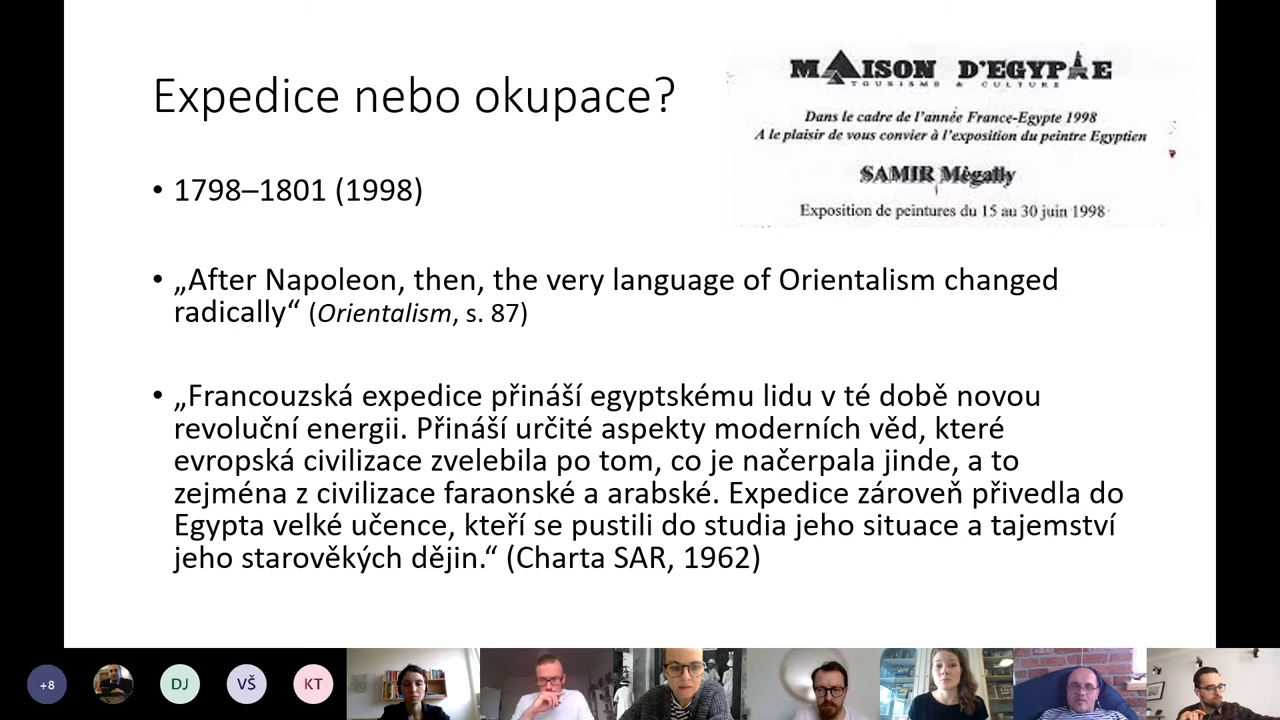 Expedice nebo okupace?
MAISON D'EGYPTE
TOURISME & CULTURE
Dans le cadre de l'année France-Egypte 1998
A le plaisir de vous convier à l'exposition du peintre Egyptien
SAMIR Mègally
Exposition de peintures du 15 au 30 juin 1998
• 1798–1801 (1998)
• „After Napoleon, then, the very language of Orientalism changed
radically“ (Orientalism, s. 87)
• „Francouzská expedice přináší egyptskému lidu v té době novou
revoluční energii. Přináší určité aspekty moderních věd, které
evropská civilizace zvelebila po tom, co je načerpala jinde, a to
zejména z civilizace faraonské a arabské. Expedice zároveň přivedla do
Egypta velké učence, kteří se pustili do studia jeho situace a tajemství
jeho starověkých dějin.“ (Charta SAR, 1962)
+8
DJ
VŠ
KT